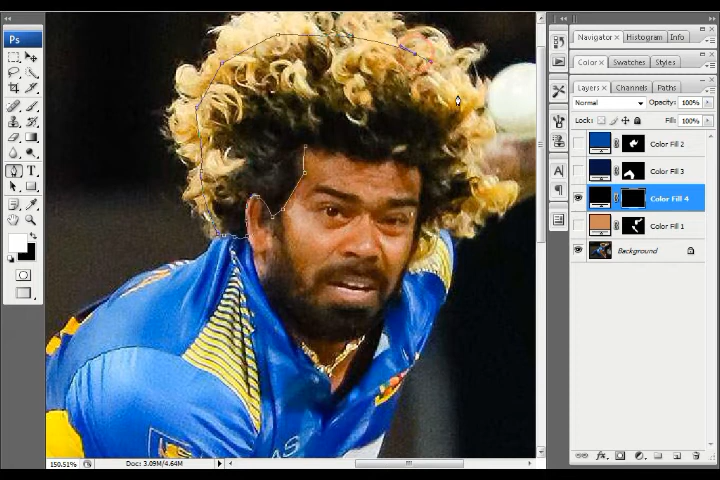 Ps
Navigator × Histogram Info
Color × Swatches Styles
Layers × Channels Paths
Normal Opacity: 100%
Lock: Fill: 100%
Color Fill 2
Color Fill 3
Color Fill 4
Color Fill 1
Background
AS
150.51% Doc: 3.09M/4.64M